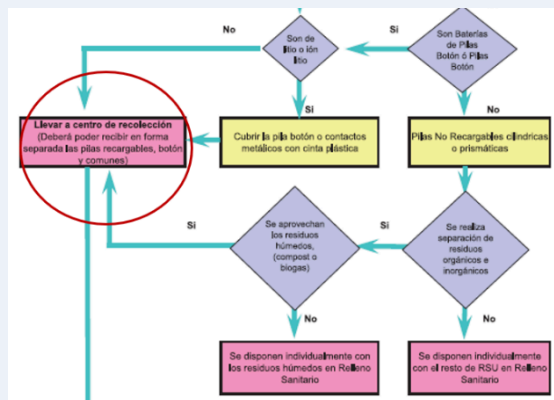 No
Son de
litio o ión
litio
Si
Son Baterías
de Pilas
Botón ó Pilas
Botón
Si
No
Llevar a centro de recolección
(Deberá poder recibir en forma
separada las pilas recargables, botón
y comunes)
Cubrir la pila botón o contactos
metálicos con cinta plástica
Pilas No Recargables cilíndricas
o prismáticas
Si
Se aprovechan
los residuos
húmedos,
(compost o
biogas)
Si
Se realiza
separación de
residuos
orgánicos e
inorgánicos
No
No
Se disponen individualmente con
los residuos húmedos en Relleno
Sanitario
Se disponen individualmente
con el resto de RSU en Relleno
Sanitario